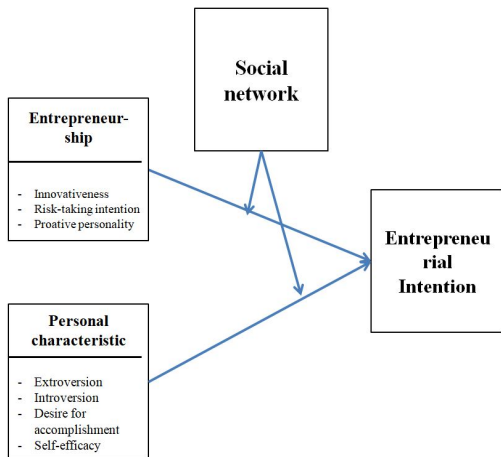 Social
network
Entrepreneur-
ship
- Innovativeness
- Risk-taking intention
- Proative personality
Entrepreneu
rial
Intention
Personal
characteristic
- Extroversion
- Introversion
- Desire for
accomplishment
- Self-efficacy